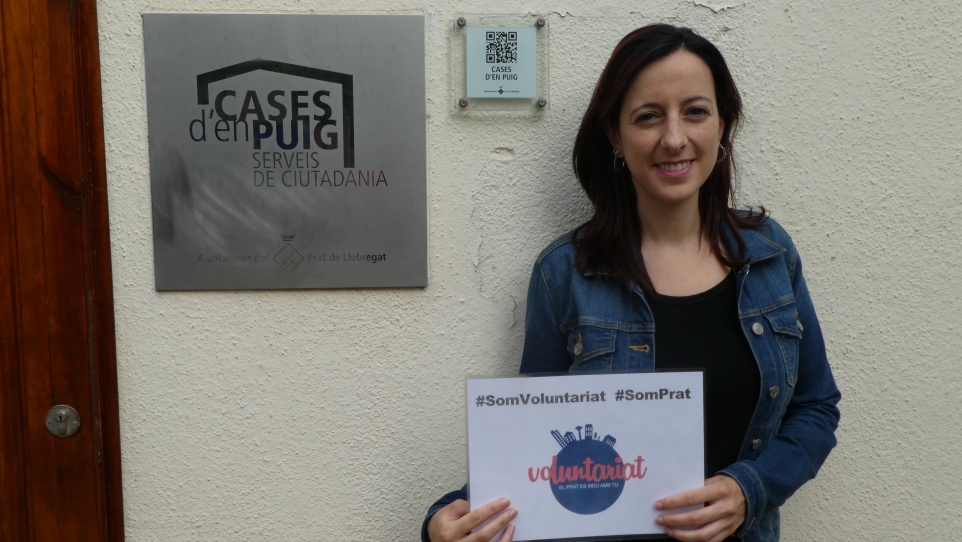 CASES
d'en PUIG
SERVEIS
DE CIUTADANIA
Ajuntament del Prat de Llobregat
CASES
D'EN PUIG
#SomVoluntariat #SomPrat
voluntariat
EL PRAT ES MOU AMB TU